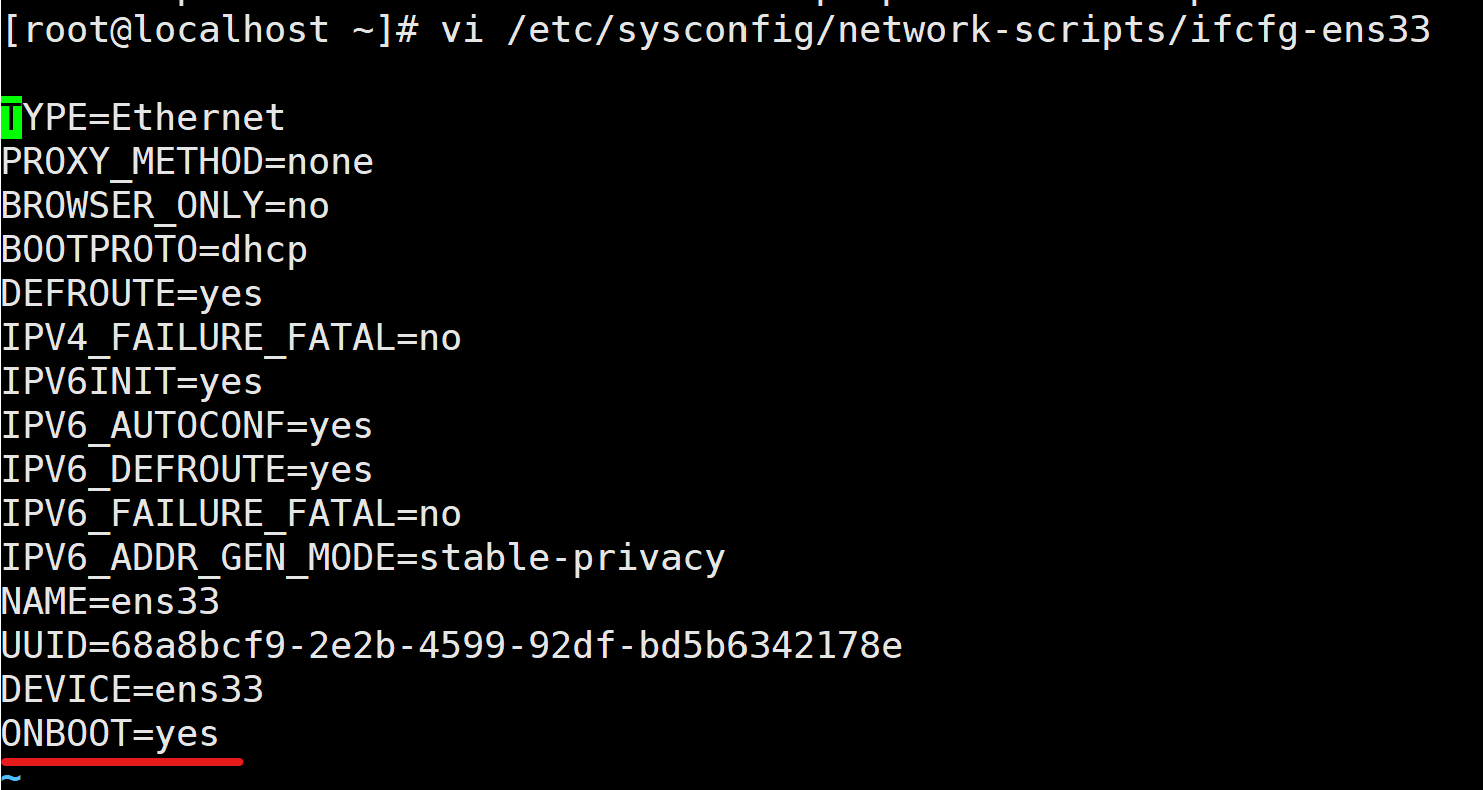 [root@localhost ~]# vi /etc/sysconfig/network-scripts/ifcfg-ens33
TYPE=Ethernet
PROXY_METHOD=none
BROWSER_ONLY=no
BOOTPROTO=dhcp
DEFROUTE=yes
IPV4_FAILURE_FATAL=no
IPV6INIT=yes
IPV6_AUTOCONF=yes
IPV6_DEFROUTE=yes
IPV6_FAILURE_FATAL=no
IPV6_ADDR_GEN_MODE=stable-privacy
NAME=ens33
UUID=68a8bcf9-2e2b-4599-92df-bd5b6342178e
DEVICE=ens33
ONBOOT=yes
~